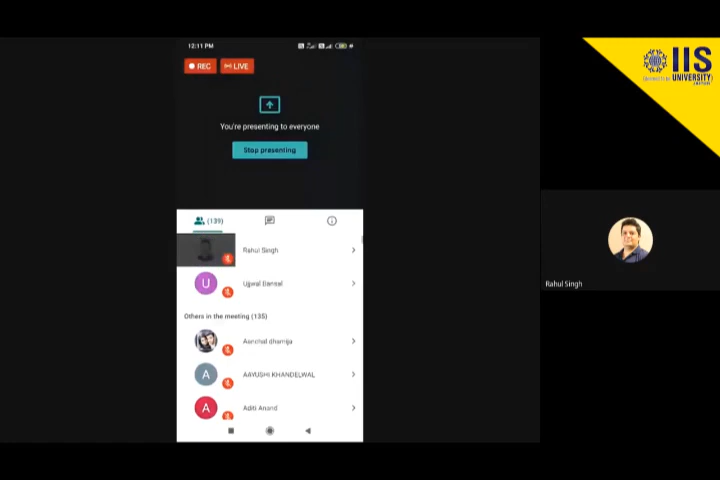 12:11 PM
REC
LIVE
You're presenting to everyone
Stop presenting
(139)
Rahul Singh
U
Ujjwal Bansal
Others in the meeting (135)
Aanchal dhamija
A
AAYUSHI KHANDELWAL
A
Aditi Anand
IIS
UNIVERSITY
Rahul Singh